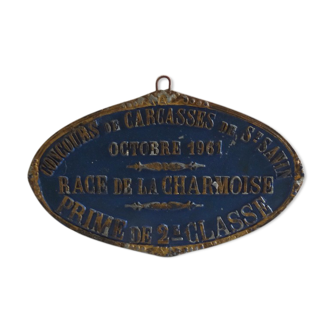 CONCOURS DE CARCASSES DE ST SAVIN
OCTOBRE 1961
RACE DE LA CHARMOISE
PRIME DE 2E CLASSE